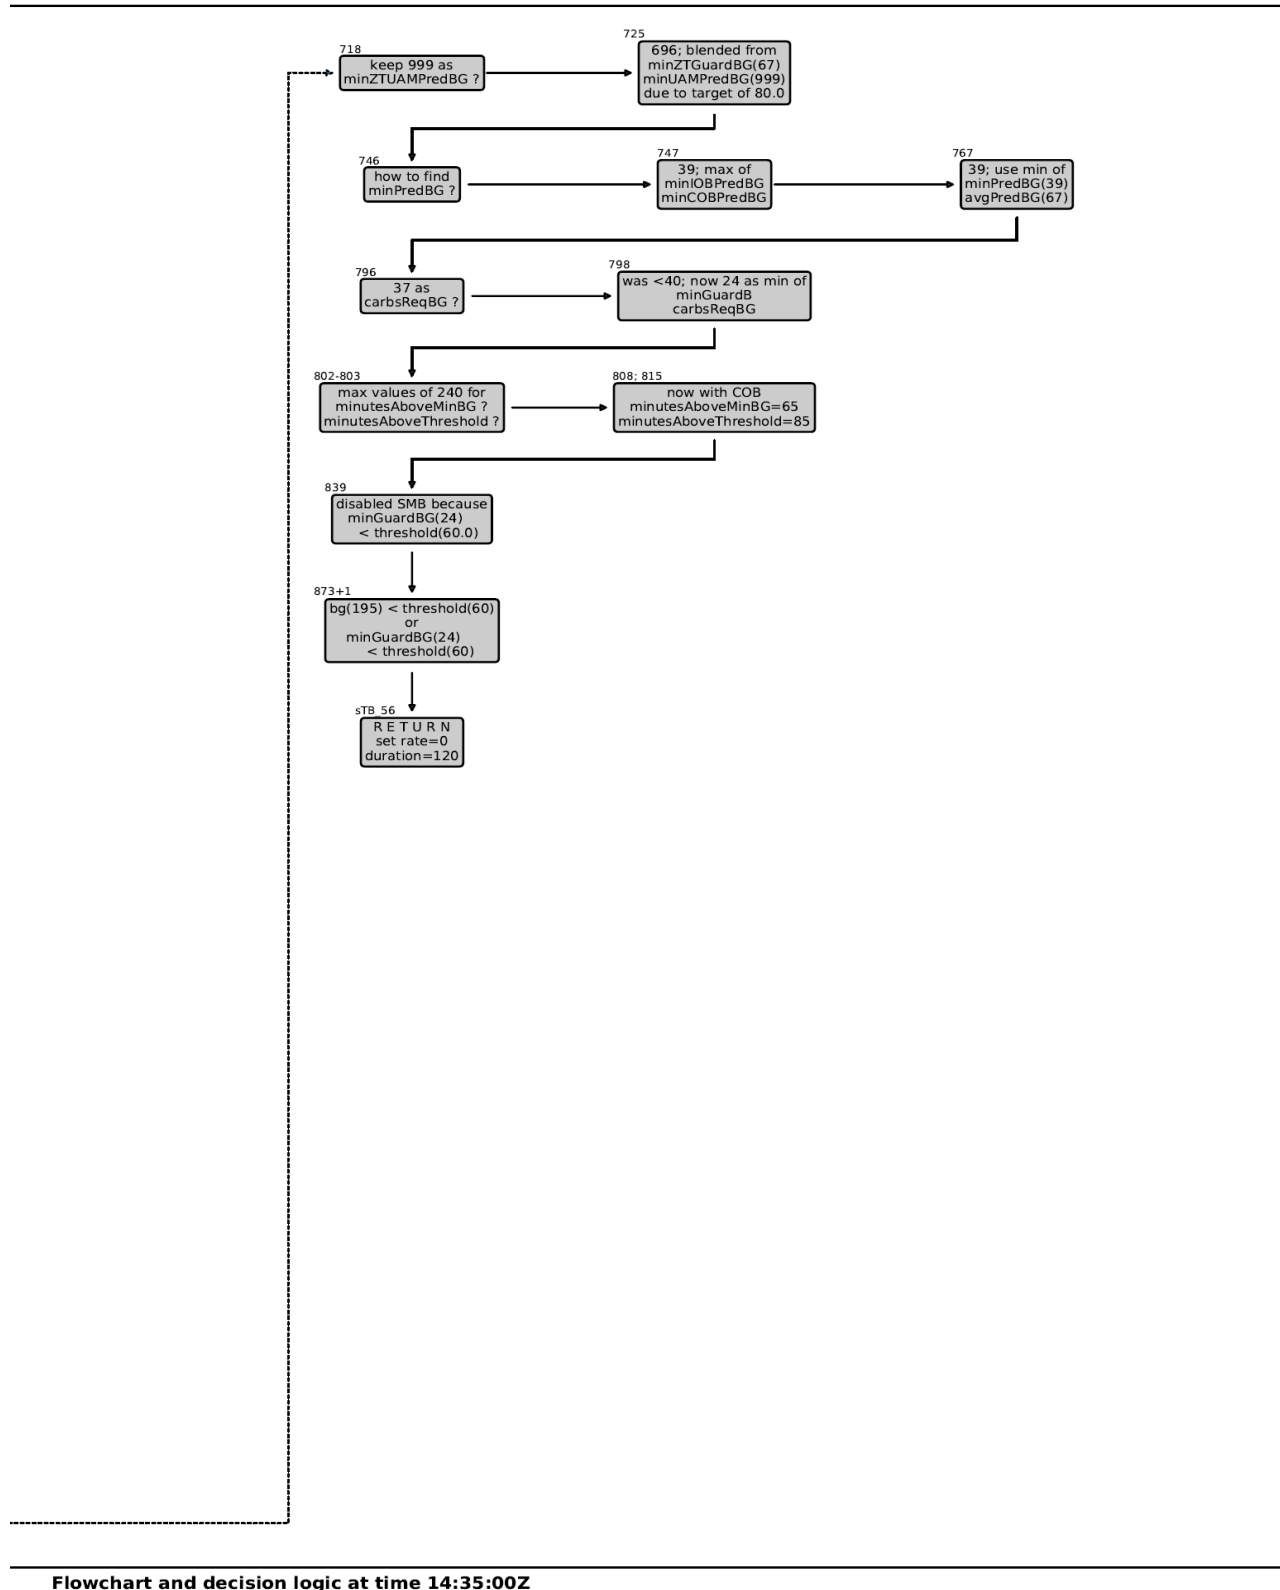 718
keep 999 as
minZTUAMPredBG ?
725
696; blended from
minZTGuardBG(67)
minUAMPredBG(999)
due to target of 80.0
746
how to find
minPredBG ?
747
39; max of
minIOBPredBG
minCOBPredBG
767
39; use min of
minPredBG(39)
avgPredBG(67)
796
37 as
carbsReqBG ?
798
was <40; now 24 as min of
minGuardB
carbsReqBG
802-803
max values of 240 for
minutesAboveMinBG ?
minutesAboveThreshold ?
808; 815
now with COB
minutesAboveMinBG=65
minutesAboveThreshold=85
839
disabled SMB because
minGuardBG(24)
< threshold(60.0)
873+1
bg(195) < threshold(60)
or
minGuardBG(24)
< threshold(60)
sTB_56
R E T U R N
set rate=0
duration=120
Flowchart and decision logic at time 14:35:00Z